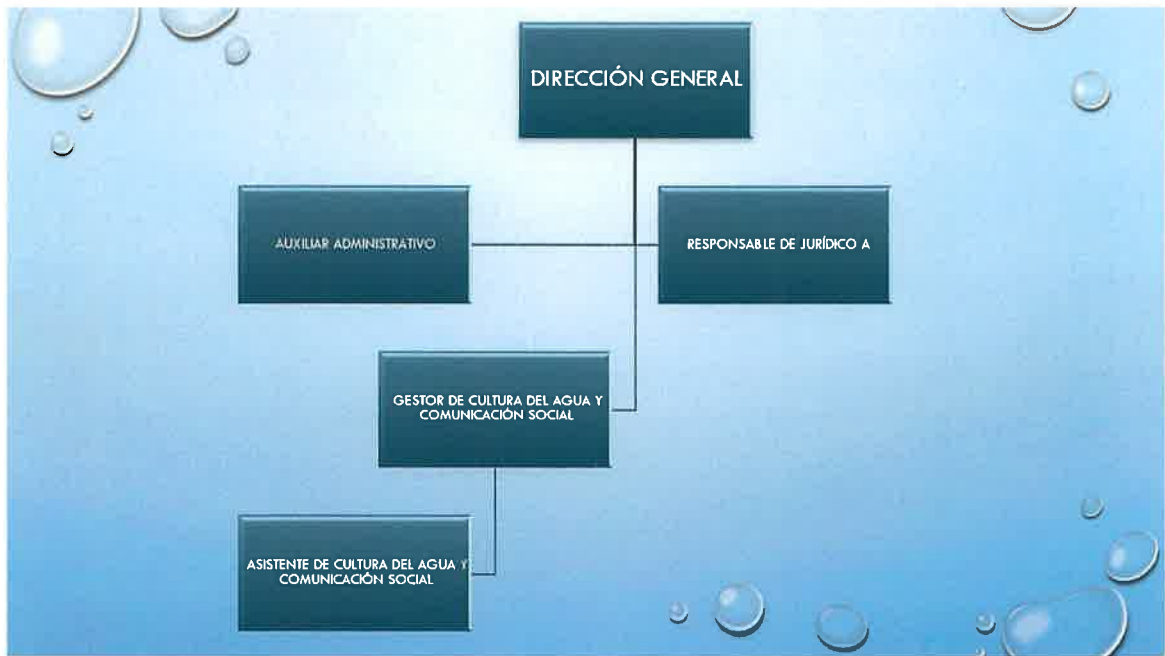 DIRECCIÓN GENERAL
AUXILIAR ADMINISTRATIVO
RESPONSABLE DE JURÍDICO A
GESTOR DE CULTURA DEL AGUA Y
COMUNICACIÓN SOCIAL
ASISTENTE DE CULTURA DEL AGUA Y
COMUNICACIÓN SOCIAL